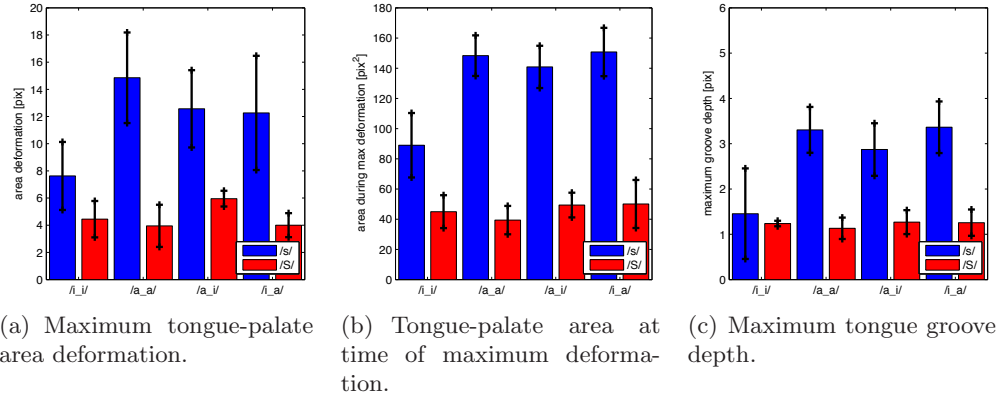 20
18
16
14
12
10
8
6
4
2
0
area deformation [pix]
/i_i/ /a_a/ /a_i/ /i_a/
/s/
/S/
(a) Maximum tongue-palate
area deformation.
180
160
140
120
100
80
60
40
20
0
area during max deformation [pix²]
/i_i/ /a_a/ /a_i/ /i_a/
/s/
/S/
(b) Tongue-palate area at
time of maximum deforma-
tion.
6
5
4
3
2
1
0
maximum groove depth [pix]
/i_i/ /a_a/ /a_i/ /i_a/
/s/
/S/
(c) Maximum tongue groove
depth.